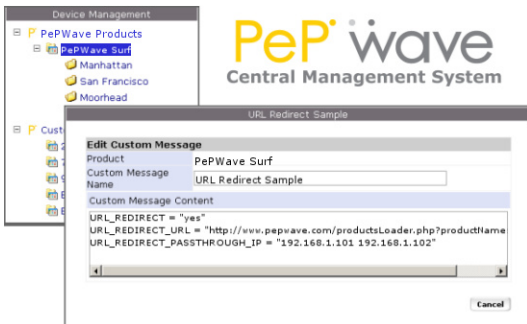 Device Management
PePWave Products
PePWave Surf
Manhattan
San Francisco
Moorhead
PePWave
Central Management System
URL Redirect Sample
Edit Custom Message
Product
PePWave Surf
Custom Message Name
URL Redirect Sample
Custom Message Content
URL_REDIRECT = "yes"
URL_REDIRECT_URL = "http://www.pepwave.com/productsLoader.php?productName
URL_REDIRECT_PASSTHROUGH_IP = "192.168.1.101 192.168.1.102"
Cancel